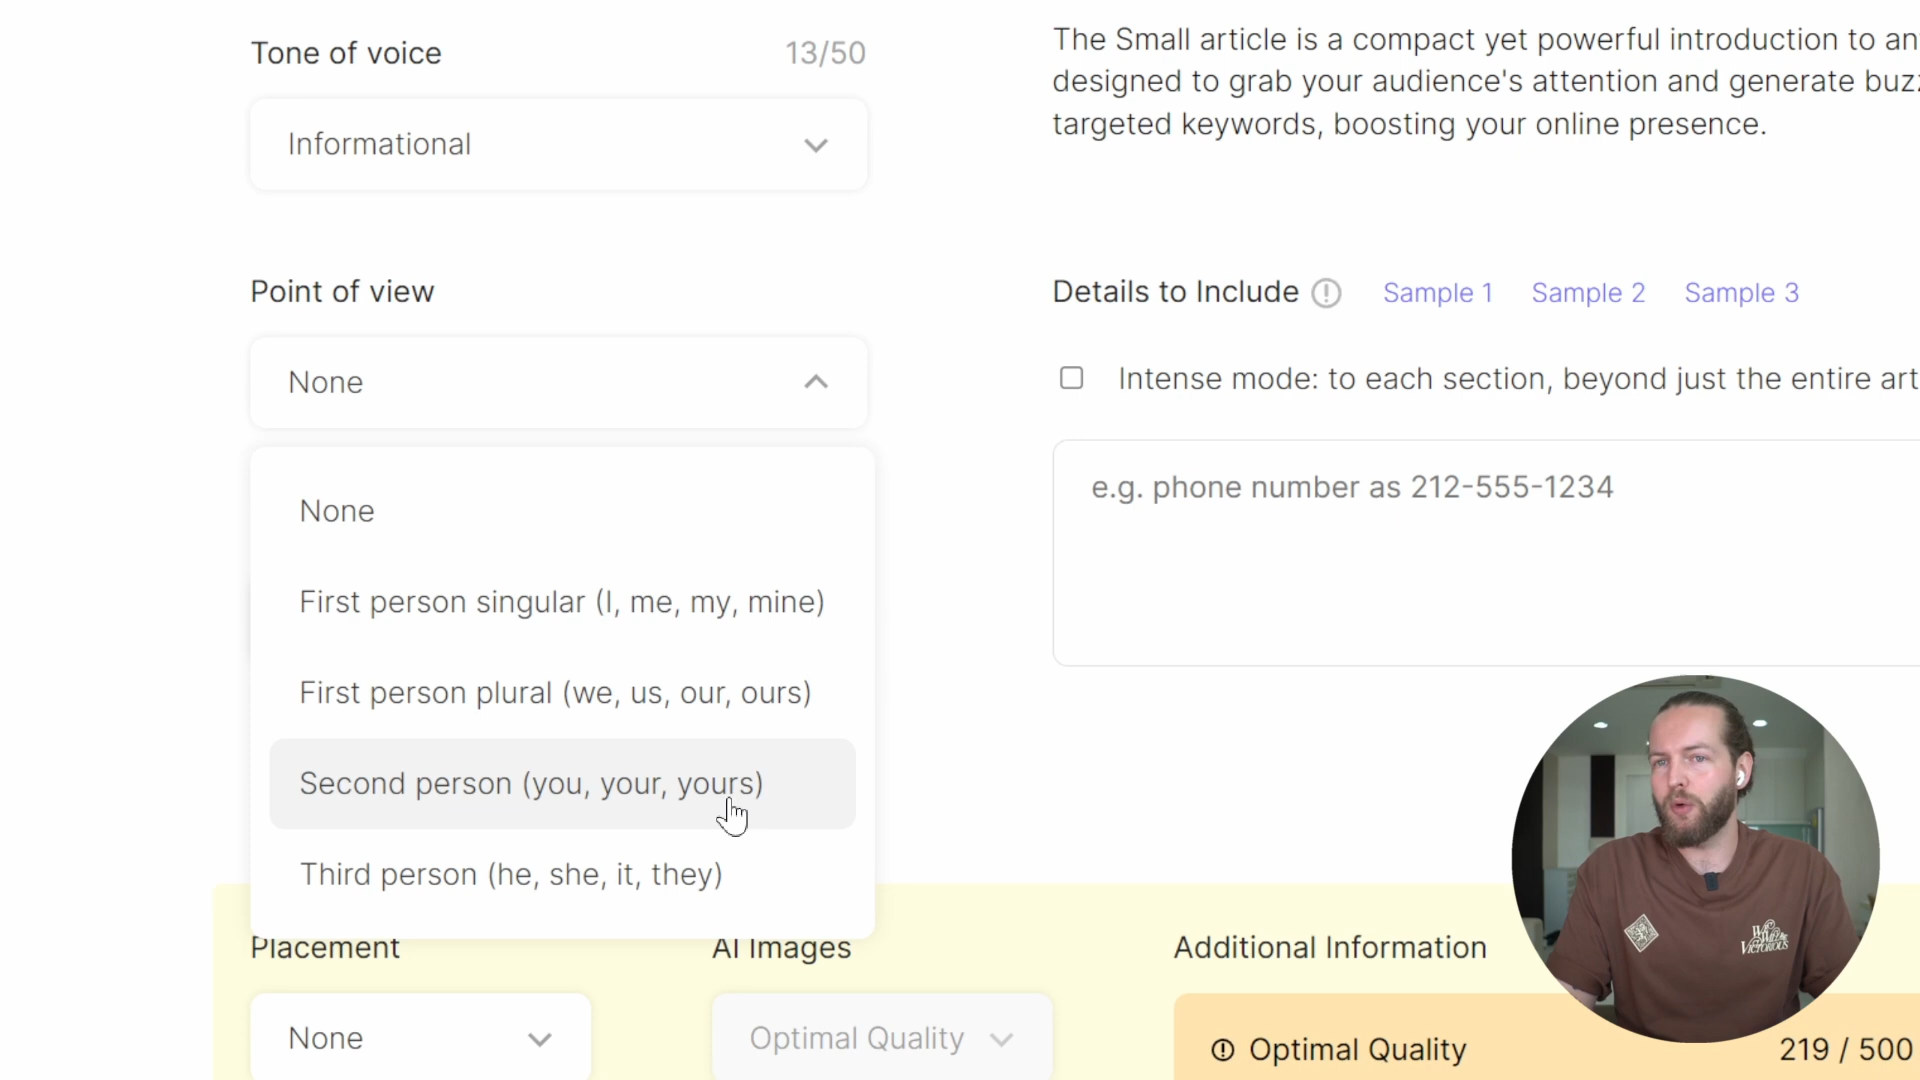 Tone of voice
13/50
Informational
The Small article is a compact yet powerful introduction to
designed to grab your audience's attention and generate
targeted keywords, boosting your online presence.
Point of view
None
None
First person singular (I, me, my, mine)
First person plural (we, us, our, ours)
Second person (you, your, yours)
Third person (he, she, it, they)
Details to Include
Sample 1
Sample 2
Sample 3
Intense mode: to each section, beyond just the entire
e.g. phone number as 212-555-1234
Placement
None
AI Images
Optimal Quality
Additional Information
Optimal Quality
219 / 500